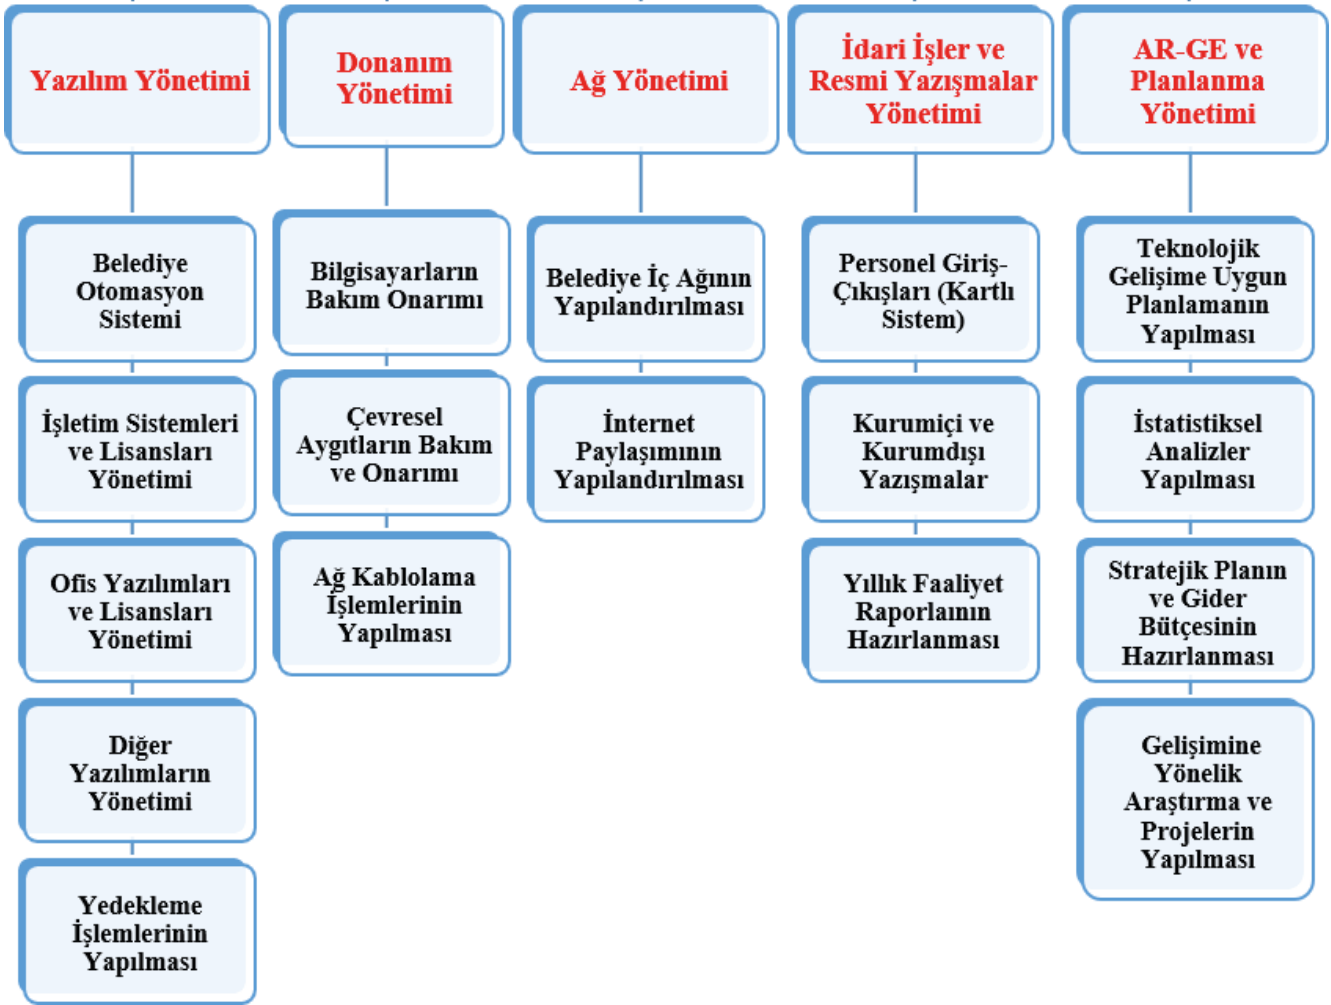 Yazılım Yönetimi
Belediye
Otomasyon
Sistemi
İşletim Sistemleri
ve Lisansları
Yönetimi
Ofis Yazılımları
ve Lisansları
Yönetimi
Diğer
Yazılımların
Yönetimi
Yedekleme
İşlemlerinin
Yapılması
Donanım
Yönetimi
Bilgisayarların
Bakım Onarımı
Çevresel
Aygıtların Bakım
ve Onarımı
Ağ Kablolama
İşlemlerinin
Yapılması
Ağ Yönetimi
Belediye İç Ağının
Yapılandırılması
İnternet
Paylaşımının
Yapılandırılması
İdari İşler ve
Resmi Yazışmalar
Yönetimi
Personel Giriş-
Çıkışları (Kartlı
Sistem)
Kurumiçi ve
Kurumdışı
Yazışmalar
Yıllık Faaliyet
Raporlaının
Hazırlanması
AR-GE ve
Planlanma
Yönetimi
Teknolojik
Gelişime Uygun
Planlamanın
Yapılması
İstatistiksel
Analizler
Yapılması
Stratejik Planın
ve Gider
Bütçesinin
Hazırlanması
Gelişimine
Yönelik
Araştırma ve
Projelerin
Yapılması